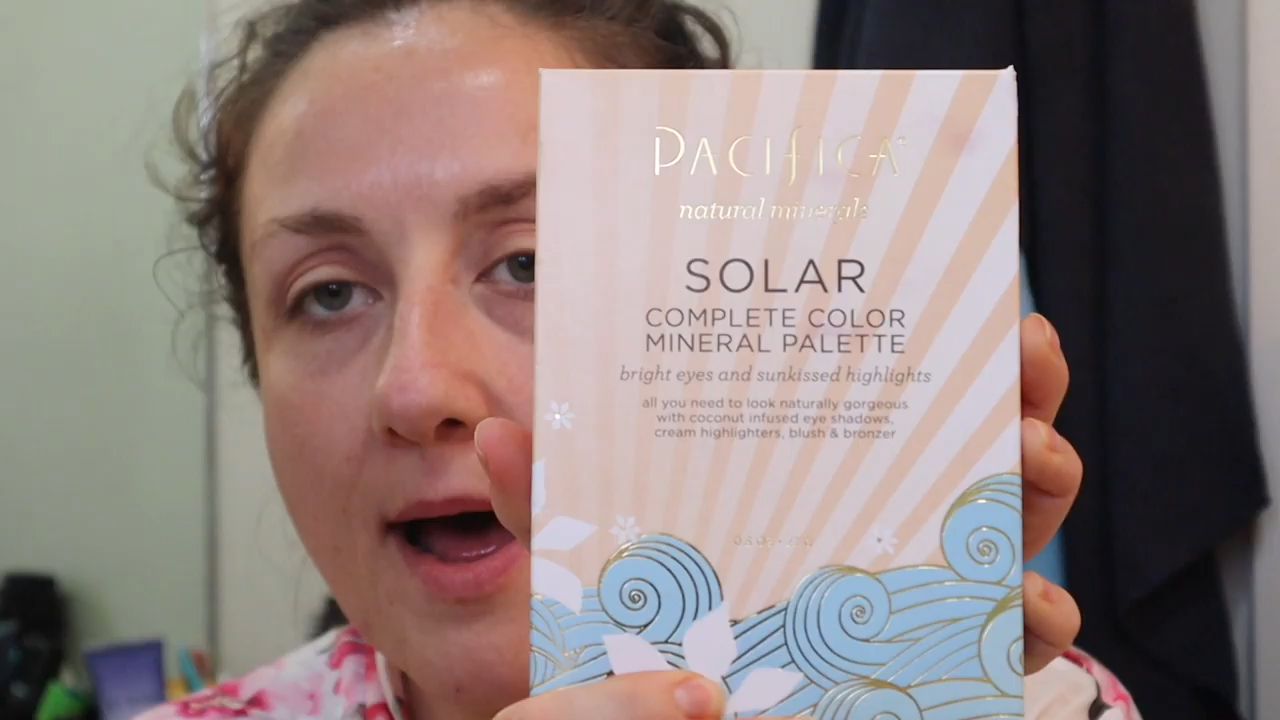 PACIFICA
natural minerals
SOLAR
COMPLETE COLOR
MINERAL PALETTE
bright eyes and sunkissed highlights
all you need to look naturally gorgeous
with coconut infused eye shadows,
cream highlighters, blush & bronzer